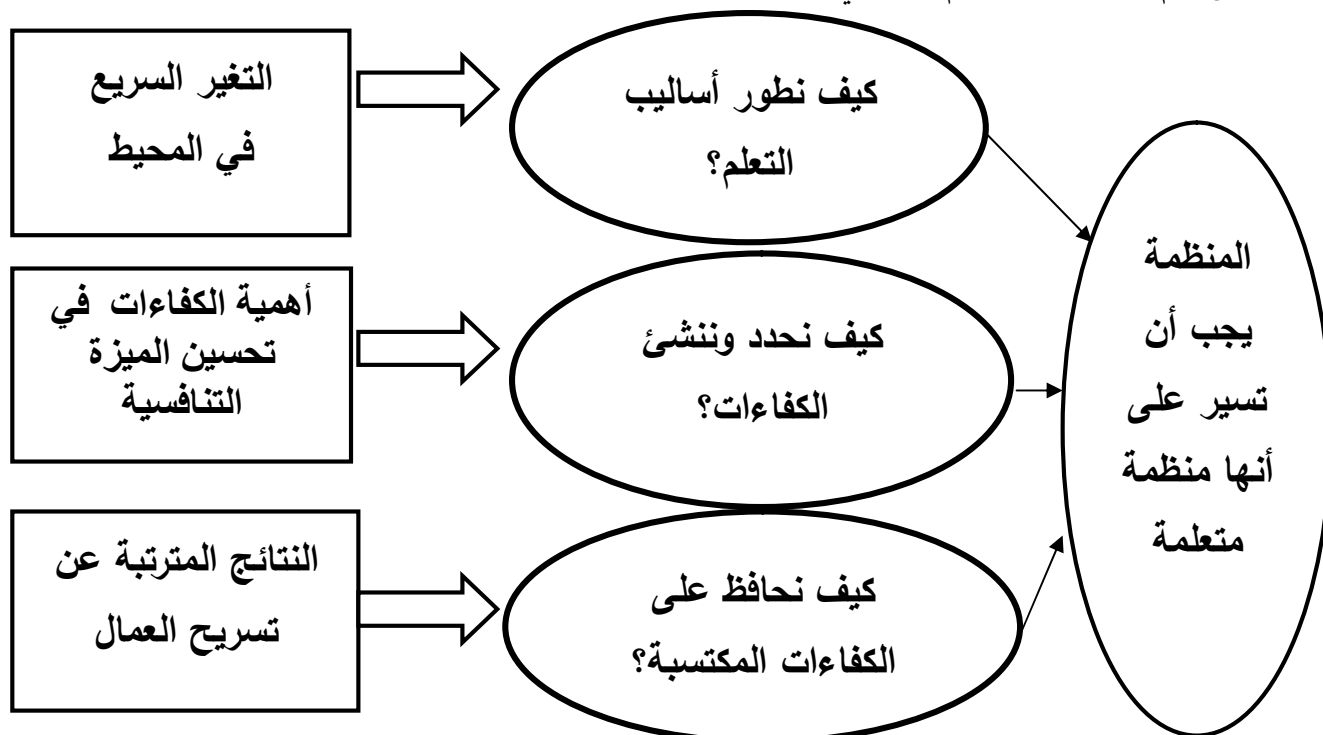 التغير السريع
في المحيط
كيف نطور أساليب
التعلم؟
أهمية الكفاءات في
تحسين الميزة
التنافسية
كيف نحدد وننشئ
الكفاءات؟
النتائج المترتبة عن
تسريح العمال
كيف نحافظ على
الكفاءات المكتسبة؟
المنظمة
يجب أن
تسير على
أنها منظمة
متعلمة